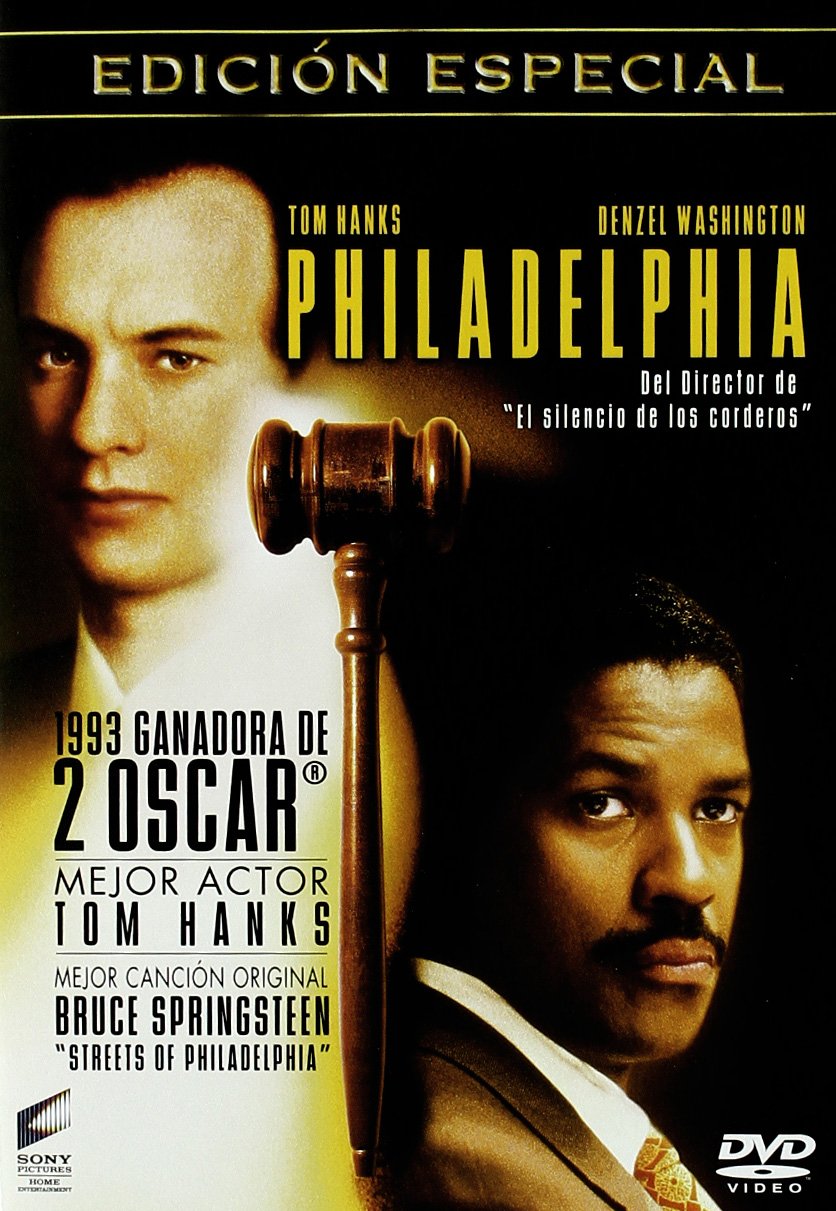 EDICIÓN ESPECIAL
TOM HANKS DENZEL WASHINGTON
PHILADELPHIA
Del Director de
"El silencio de los corderos"
1993 GANADORA DE
2 OSCAR®
MEJOR ACTOR
TOM HANKS
MEJOR CANCIÓN ORIGINAL
BRUCE SPRINGSTEEN
"STREETS OF PHILADELPHIA"
SONY
PICTURES
HOME
ENTERTAINMENT
DVD
VIDEO